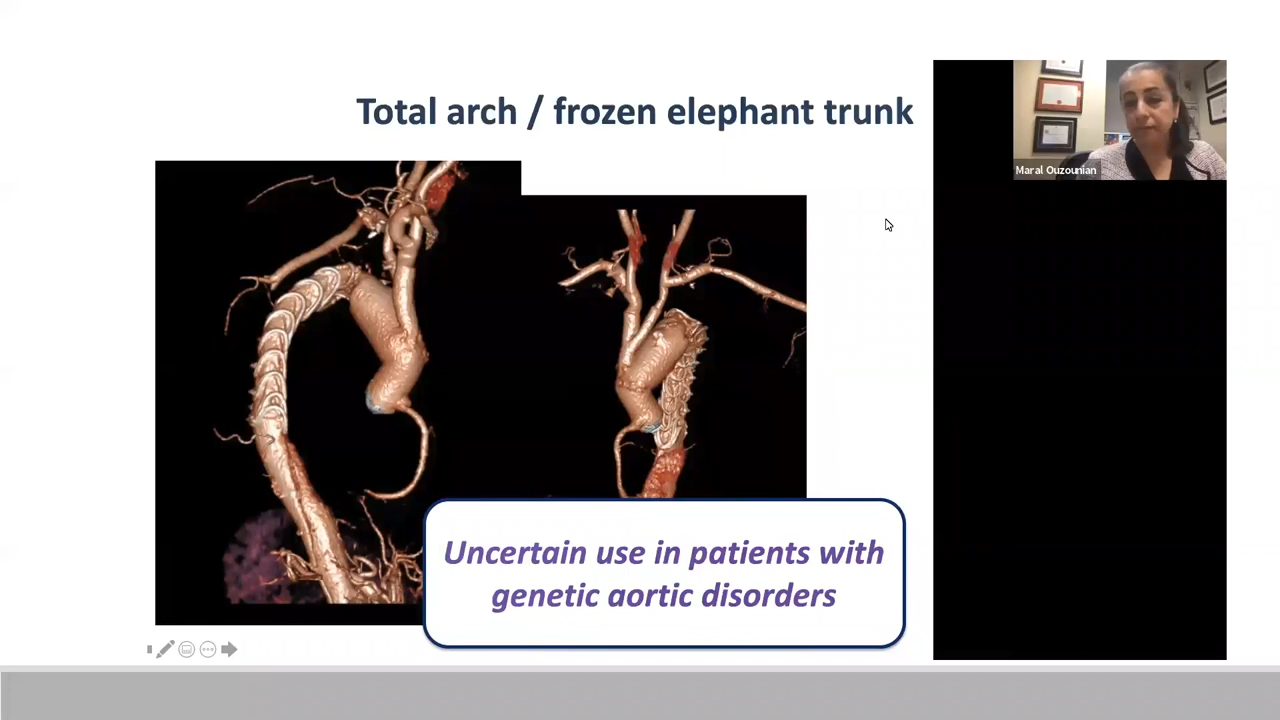 Total arch / frozen elephant trunk
Maral Ouzounian
Uncertain use in patients with
genetic aortic disorders